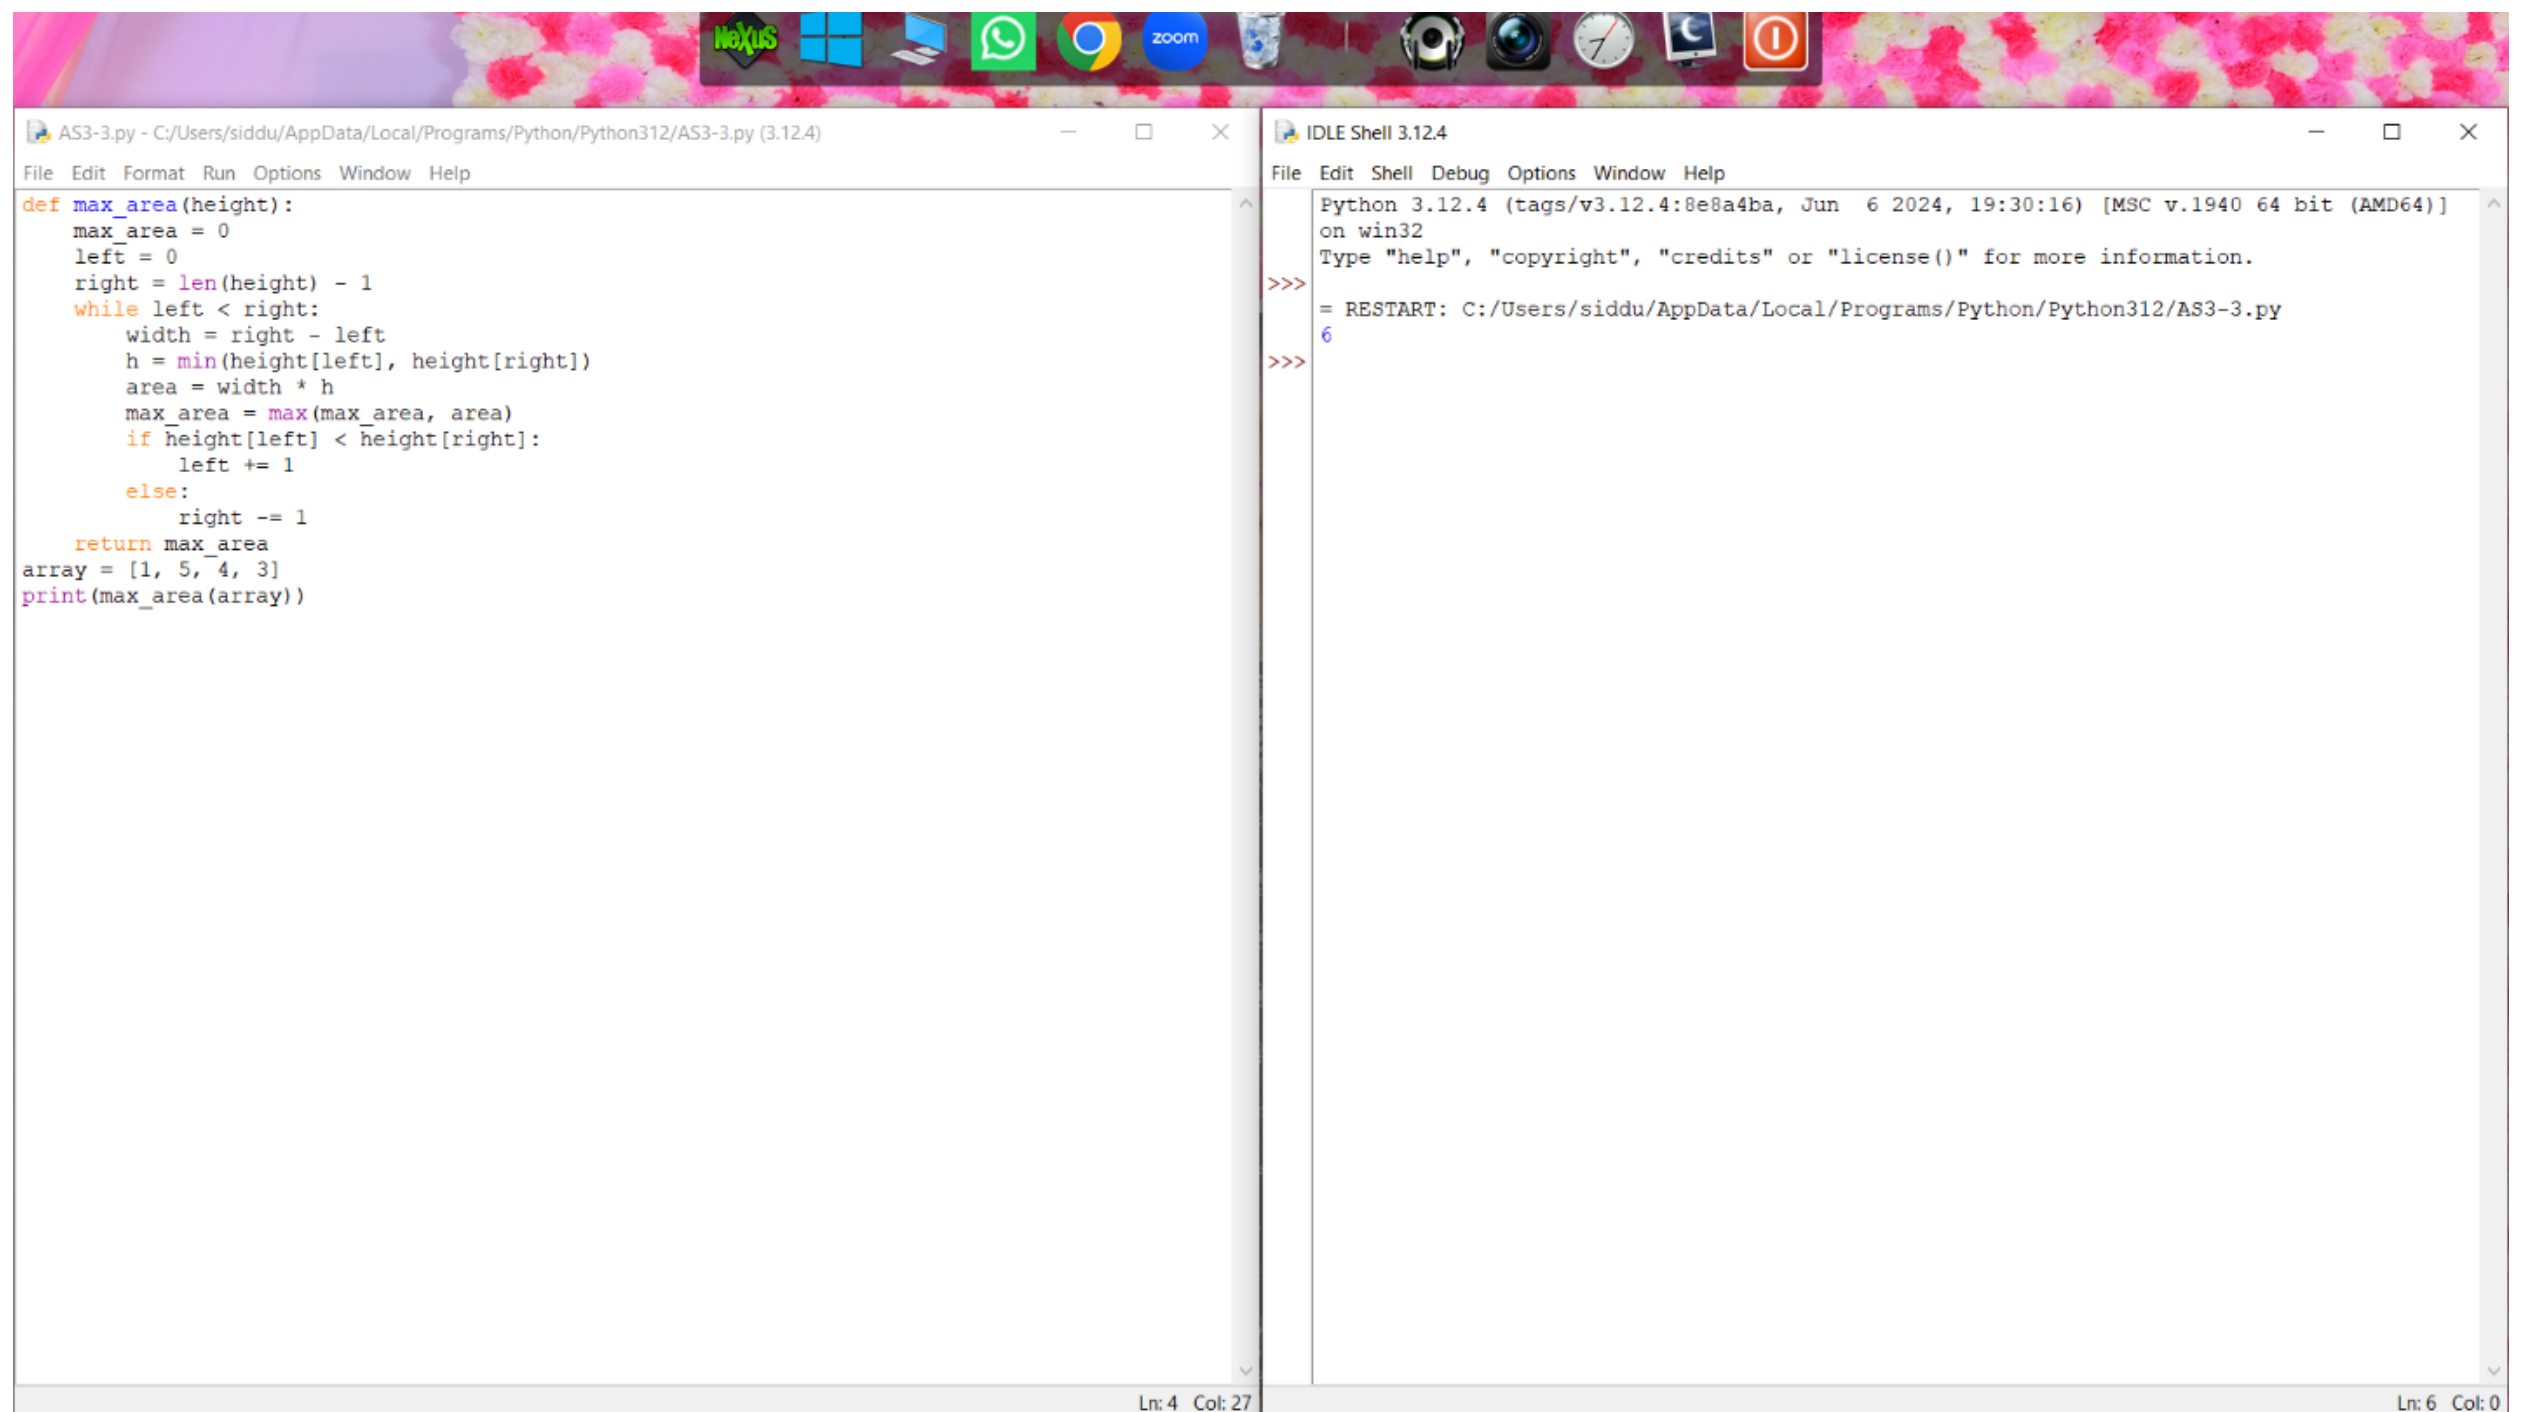 NeXuS
zoom
AS3-3.py - C:/Users/siddu/AppData/Local/Programs/Python/Python312/AS3-3.py (3.12.4)
File Edit Format Run Options Window Help
def max_area(height):
    max_area = 0
    left = 0
    right = len(height) - 1
    while left < right:
        width = right - left
        h = min(height[left], height[right])
        area = width * h
        max_area = max(max_area, area)
        if height[left] < height[right]:
            left += 1
        else:
            right -= 1
    return max_area
array = [1, 5, 4, 3]
print(max_area(array))
Ln: 4 Col: 27
IDLE Shell 3.12.4
File Edit Shell Debug Options Window Help
Python 3.12.4 (tags/v3.12.4:8e8a4ba, Jun  6 2024, 19:30:16) [MSC v.1940 64 bit (AMD64)]
on win32
Type "help", "copyright", "credits" or "license()" for more information.
>>>
= RESTART: C:/Users/siddu/AppData/Local/Programs/Python/Python312/AS3-3.py
6
>>>
Ln: 6 Col: 0